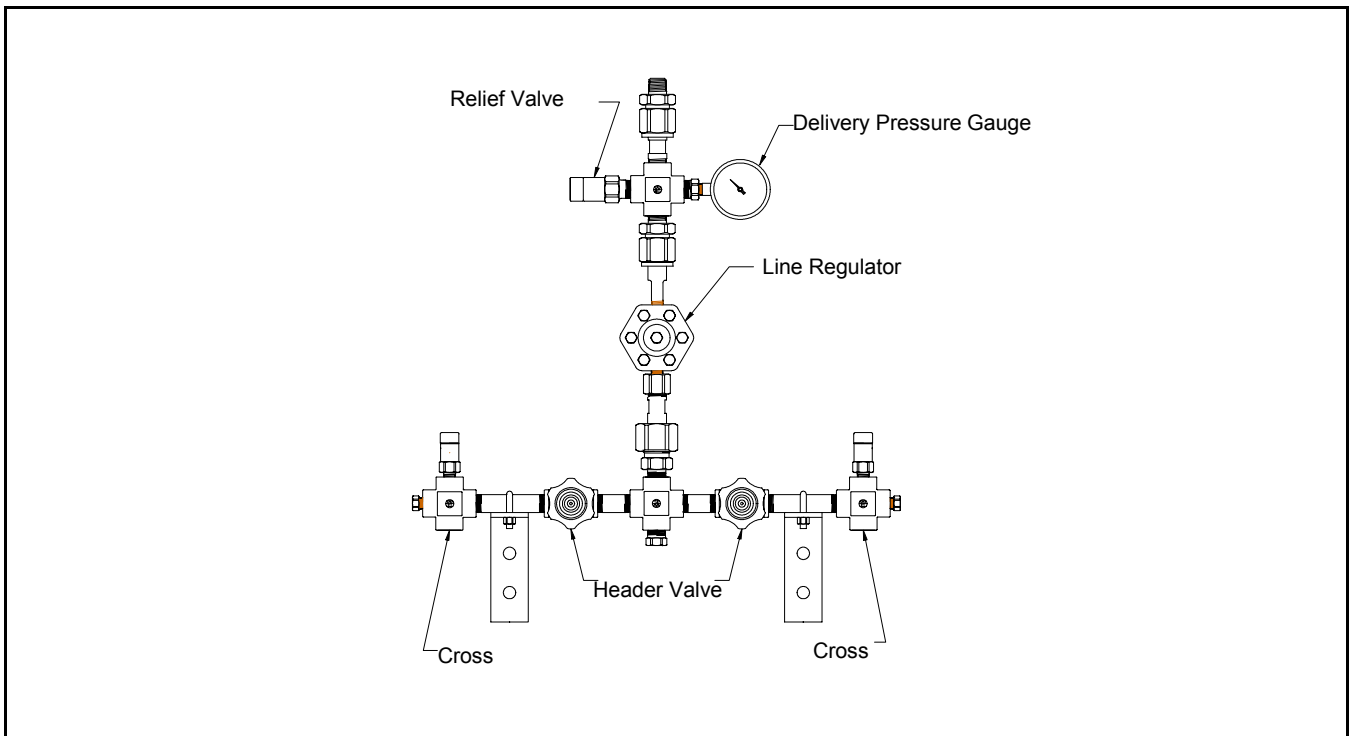 Relief Valve
Delivery Pressure Gauge
Line Regulator
Header Valve
Cross
Cross